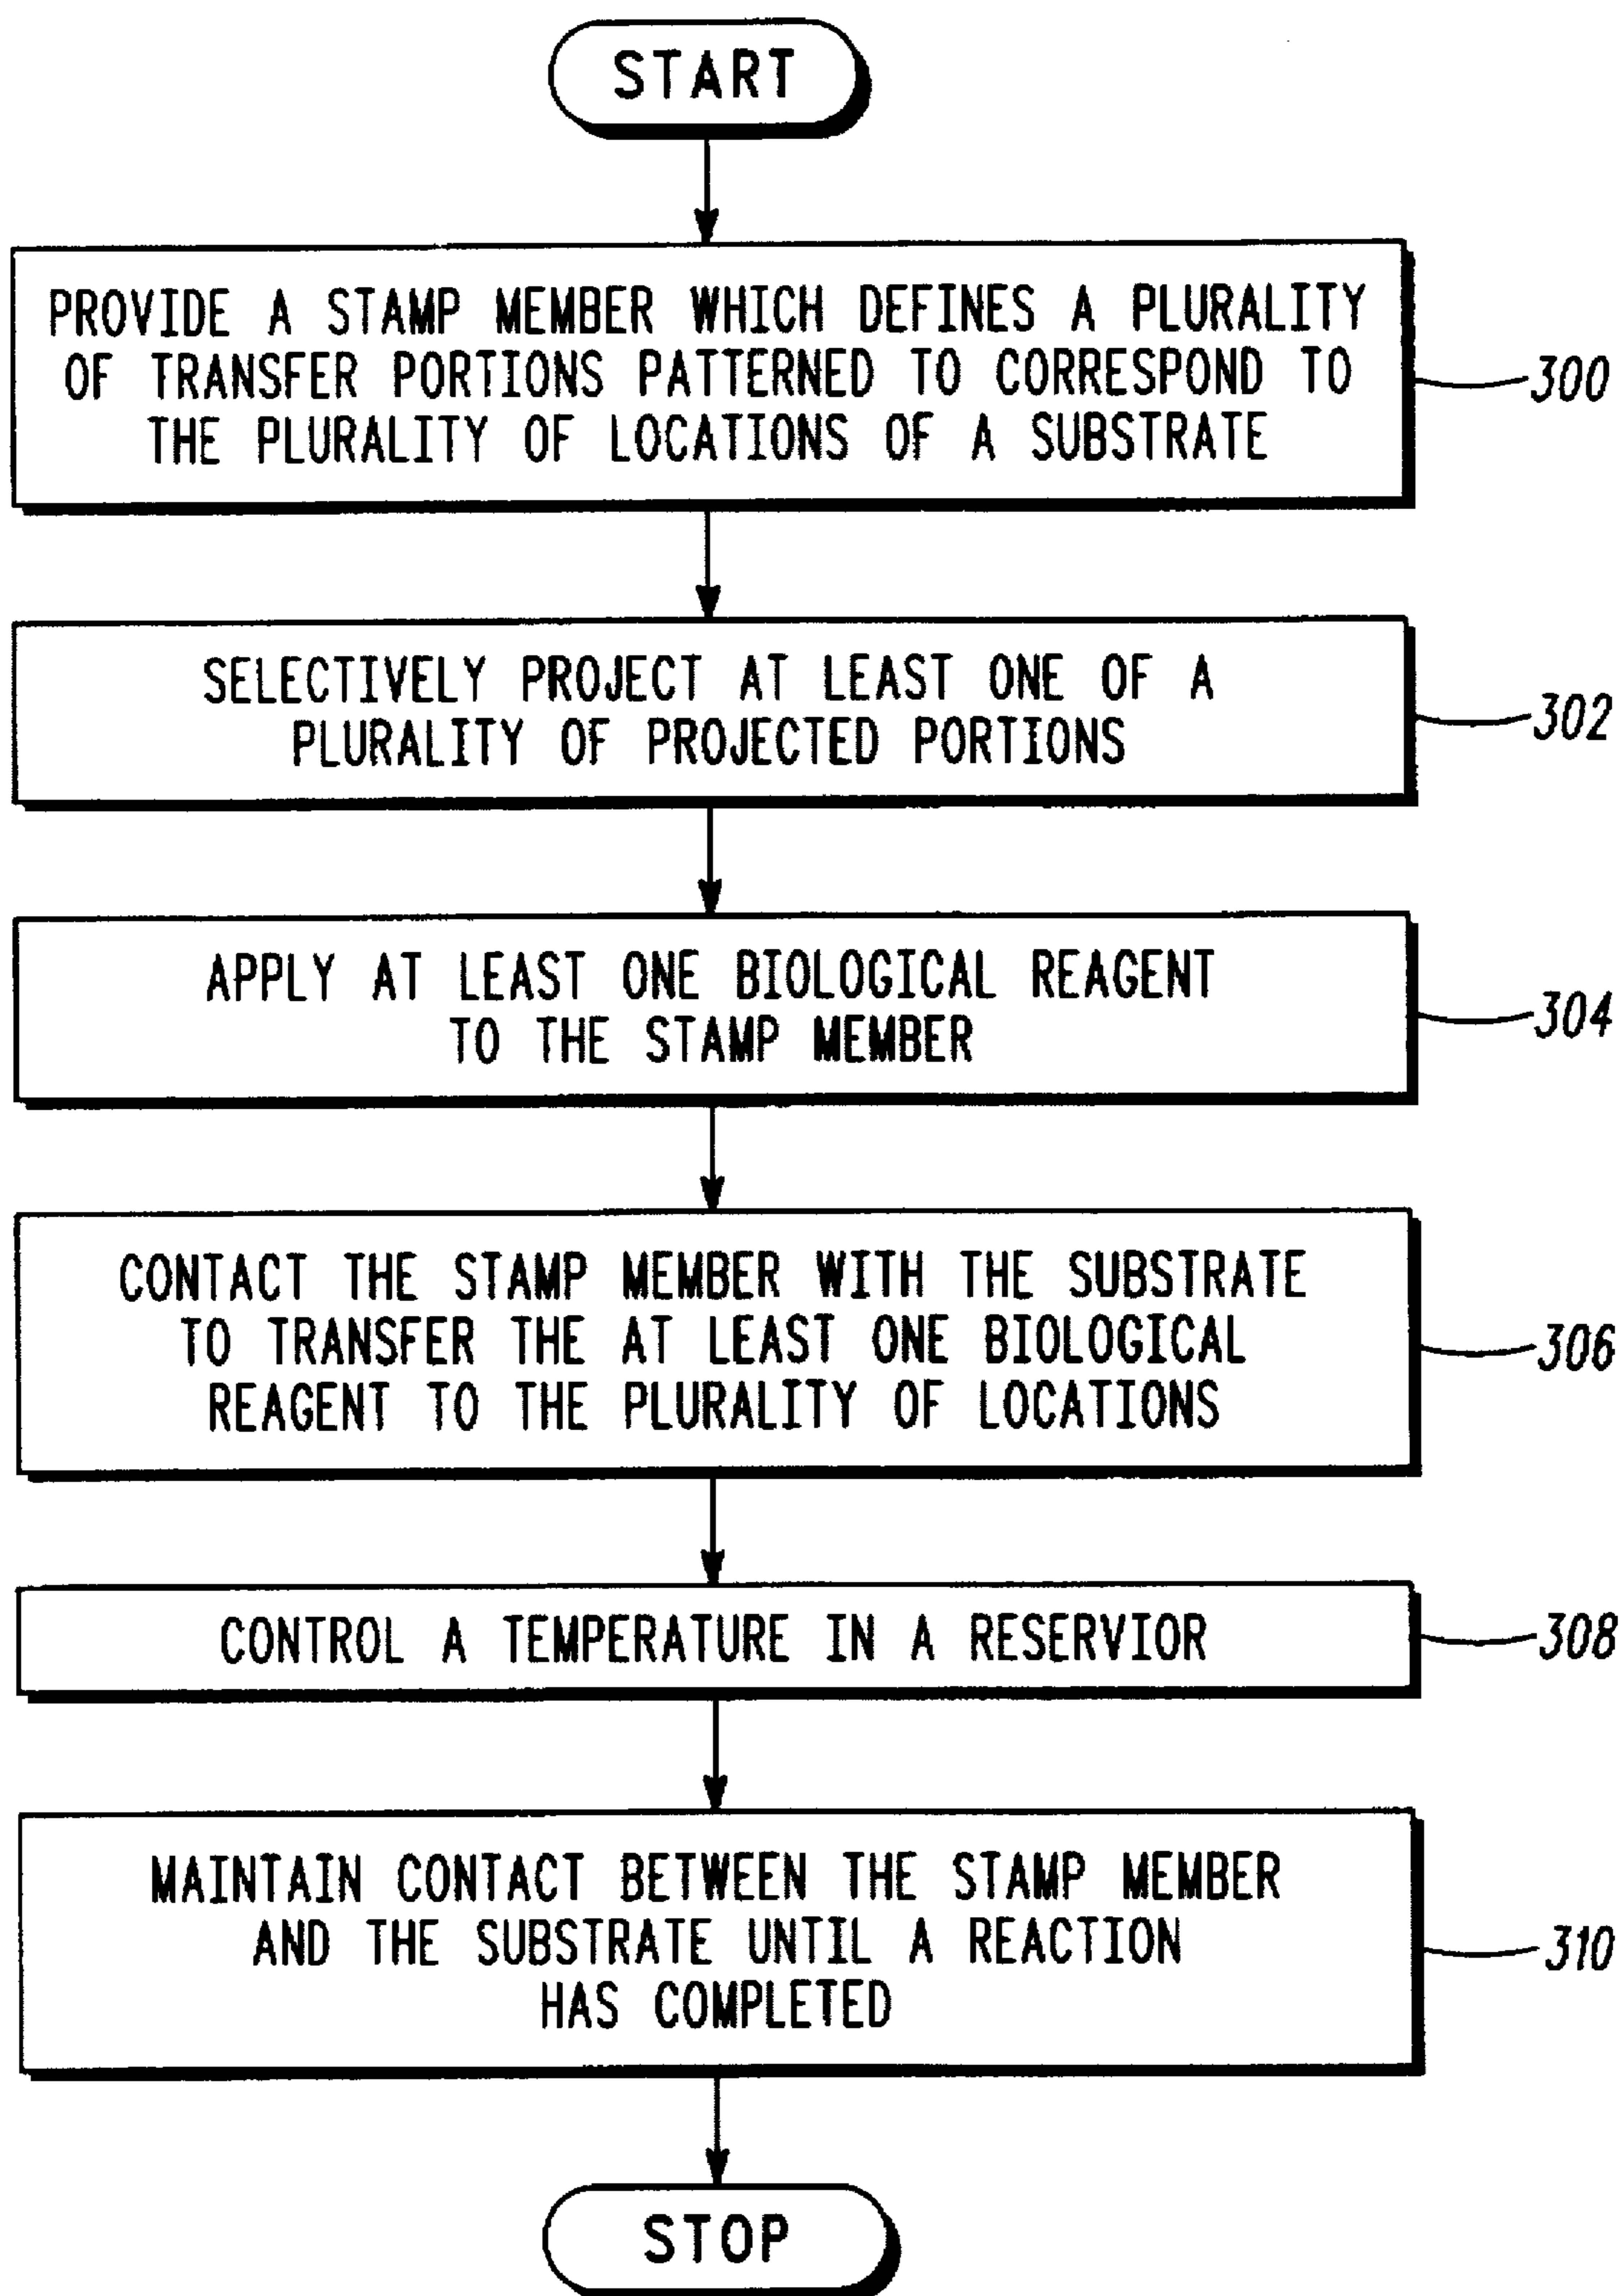 START
PROVIDE A STAMP MEMBER WHICH DEFINES A PLURALITY
OF TRANSFER PORTIONS PATTERNED TO CORRESPOND TO
THE PLURALITY OF LOCATIONS OF A SUBSTRATE
300
SELECTIVELY PROJECT AT LEAST ONE OF A
PLURALITY OF PROJECTED PORTIONS
302
APPLY AT LEAST ONE BIOLOGICAL REAGENT
TO THE STAMP MEMBER
304
CONTACT THE STAMP MEMBER WITH THE SUBSTRATE
TO TRANSFER THE AT LEAST ONE BIOLOGICAL
REAGENT TO THE PLURALITY OF LOCATIONS
306
CONTROL A TEMPERATURE IN A RESERVIOR
308
MAINTAIN CONTACT BETWEEN THE STAMP MEMBER
AND THE SUBSTRATE UNTIL A REACTION
HAS COMPLETED
310
STOP